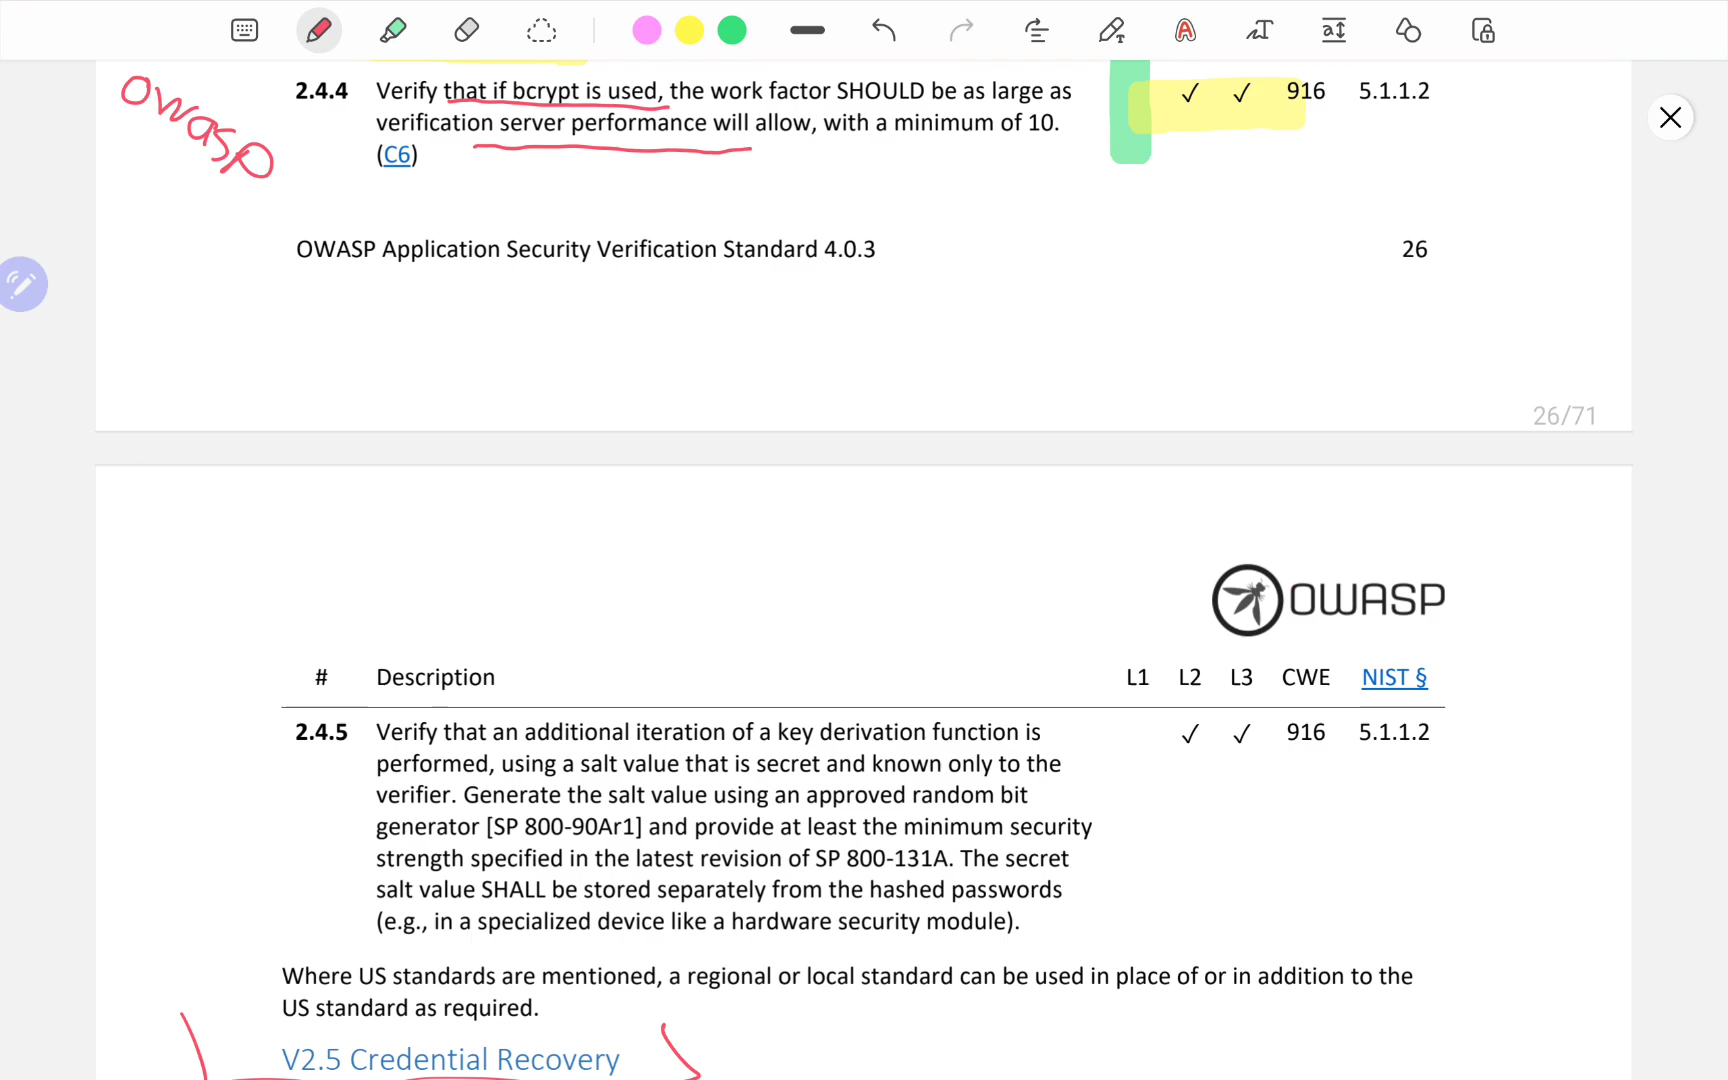 owasp
2.4.4 Verify that if bcrypt is used, the work factor SHOULD be as large as ✓ ✓ 916 5.1.1.2
verification server performance will allow, with a minimum of 10.
(C6)
OWASP Application Security Verification Standard 4.0.3 26
26/71
OWASP
# Description L1 L2 L3 CWE NIST §
2.4.5 Verify that an additional iteration of a key derivation function is ✓ ✓ 916 5.1.1.2
performed, using a salt value that is secret and known only to the
verifier. Generate the salt value using an approved random bit
generator [SP 800-90Ar1] and provide at least the minimum security
strength specified in the latest revision of SP 800-131A. The secret
salt value SHALL be stored separately from the hashed passwords
(e.g., in a specialized device like a hardware security module).
Where US standards are mentioned, a regional or local standard can be used in place of or in addition to the
US standard as required.
V2.5 Credential Recovery